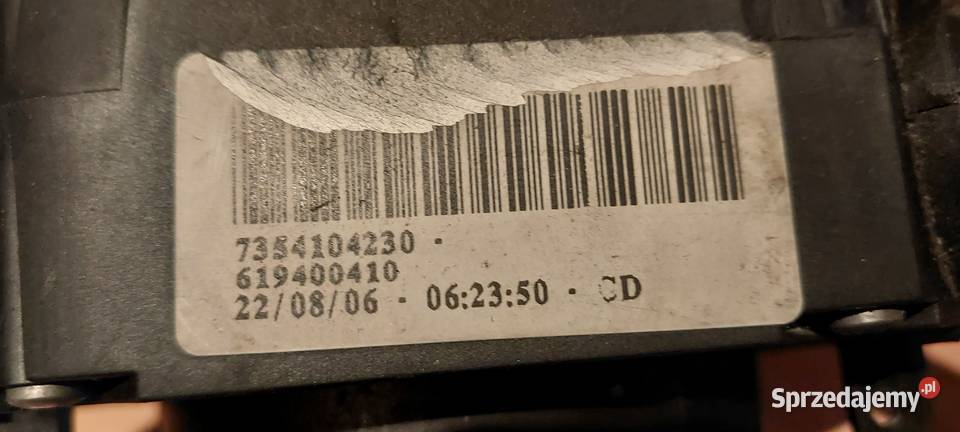 7354104230 ·
619400410
22/08/06 · 06:23:50 · CD
Sprzedajemy.pl